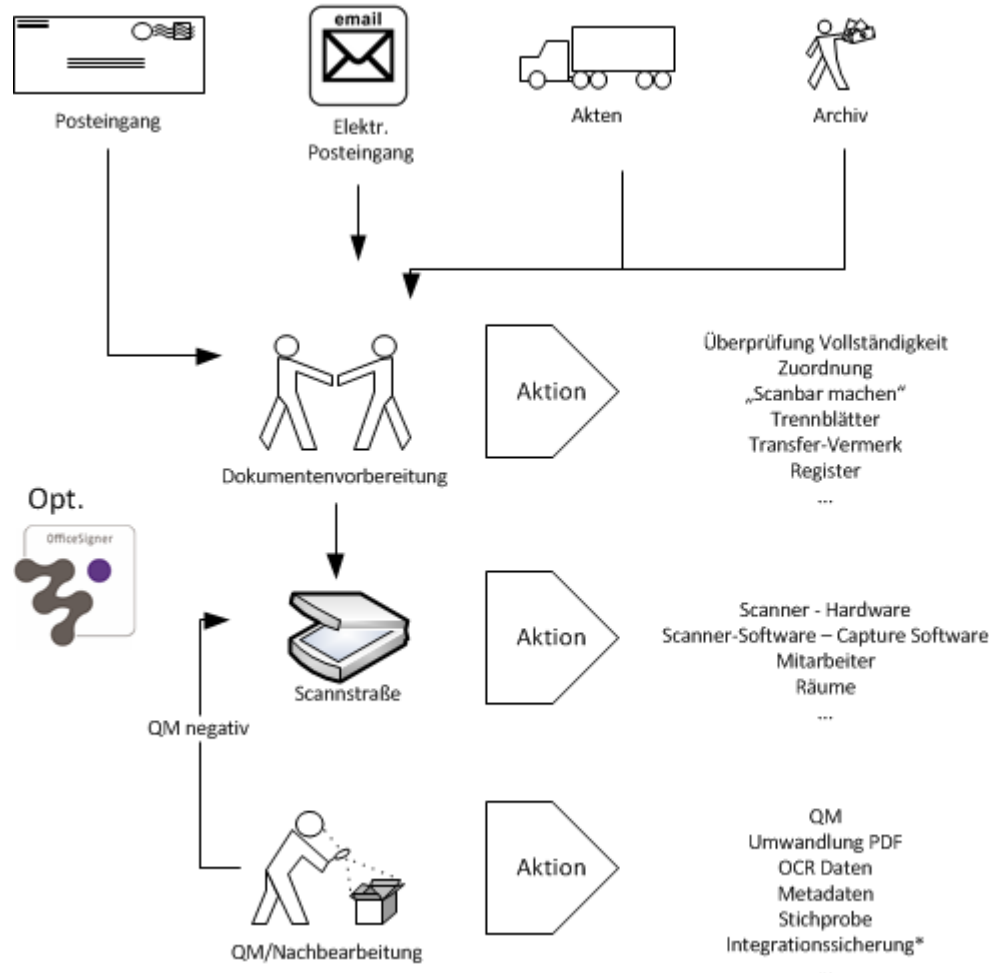 email
Posteingang
Elektr.
Posteingang
Akten
Archiv
Aktion
Überprüfung Vollständigkeit
Zuordnung
„Scanbar machen“
Trennblätter
Transfer-Vermerk
Register
...
Dokumentenvorbereitung
Opt.
OfficeSigner
Aktion
Scanner - Hardware
Scanner-Software – Capture Software
Mitarbeiter
Räume
...
Scannstraße
QM negativ
Aktion
QM
Umwandlung PDF
OCR Daten
Metadaten
Stichprobe
Integrationssicherung*
QM/Nachbearbeitung